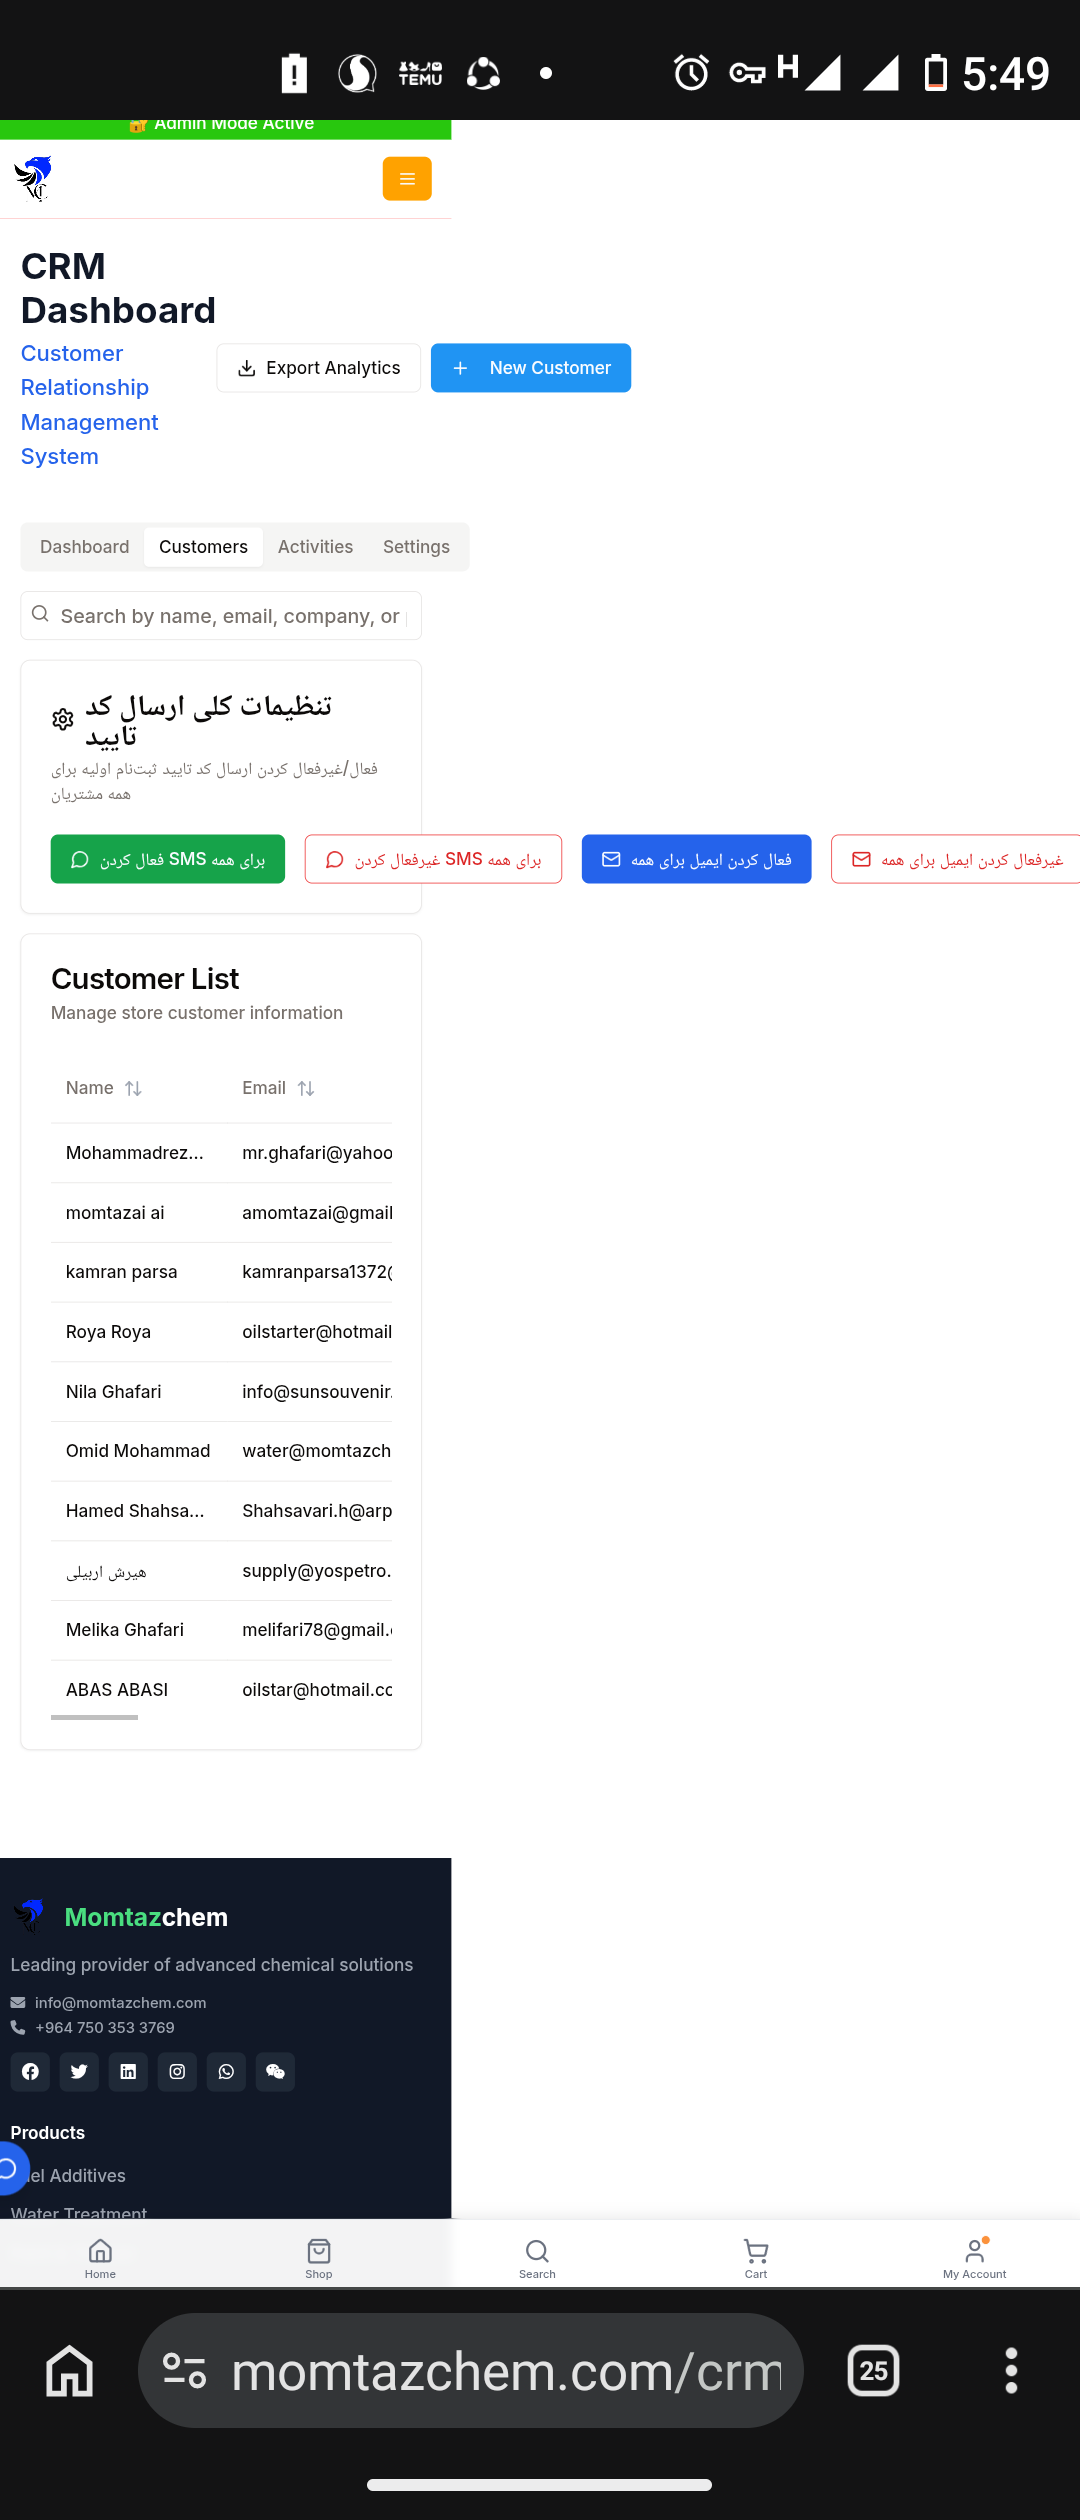 TEMU
H
5:49
🔐 Admin Mode Active
CRM
Dashboard
Customer
Relationship
Management
System
Export Analytics
New Customer
Dashboard Customers Activities Settings
Search by name, email, company, or
تنظیمات کلی ارسال کد
تایید
فعال/غیرفعال کردن ارسال کد تایید ثبت‌نام اولیه برای
همه مشتریان
فعال کردن SMS برای همه
غیرفعال کردن SMS برای همه
فعال کردن ایمیل برای همه
غیرفعال کردن ایمیل برای همه
Customer List
Manage store customer information
Name Email
Mohammadrez... mr.ghafari@yahoo
momtazai ai amomtazai@gmail
kamran parsa kamranparsa1372@
Roya Roya oilstarter@hotmail
Nila Ghafari info@sunsouvenir.
Omid Mohammad water@momtazch
Hamed Shahsa... Shahsavari.h@arp
هیرش اربیلی supply@yospetro.
Melika Ghafari melifari78@gmail.c
ABAS ABASI oilstar@hotmail.co
Momtazchem
Leading provider of advanced chemical solutions
info@momtazchem.com
+964 750 353 3769
Products
el Additives
Water Treatment
Home Shop Search Cart My Account
momtazchem.com/crm
25